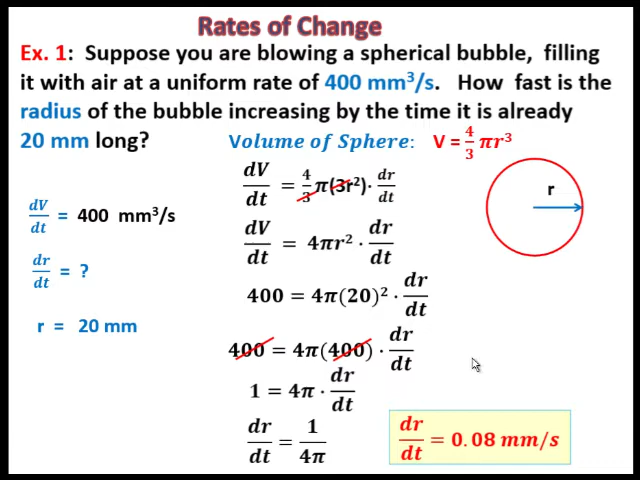 Rates of Change
Ex. 1: Suppose you are blowing a spherical bubble, filling
it with air at a uniform rate of 400 mm³/s. How fast is the
radius of the bubble increasing by the time it is already
20 mm long?
Volume of Sphere: V = 4/3 πr³
dV/dt = 4/3 π(3r²)· dr/dt
r
dV/dt = 400 mm³/s
dV/dt = 4πr² · dr/dt
dr/dt = ?
400 = 4π(20)² · dr/dt
r = 20 mm
400 = 4π(400) · dr/dt
1 = 4π · dr/dt
dr/dt = 1/4π
dr/dt = 0.08 mm/s